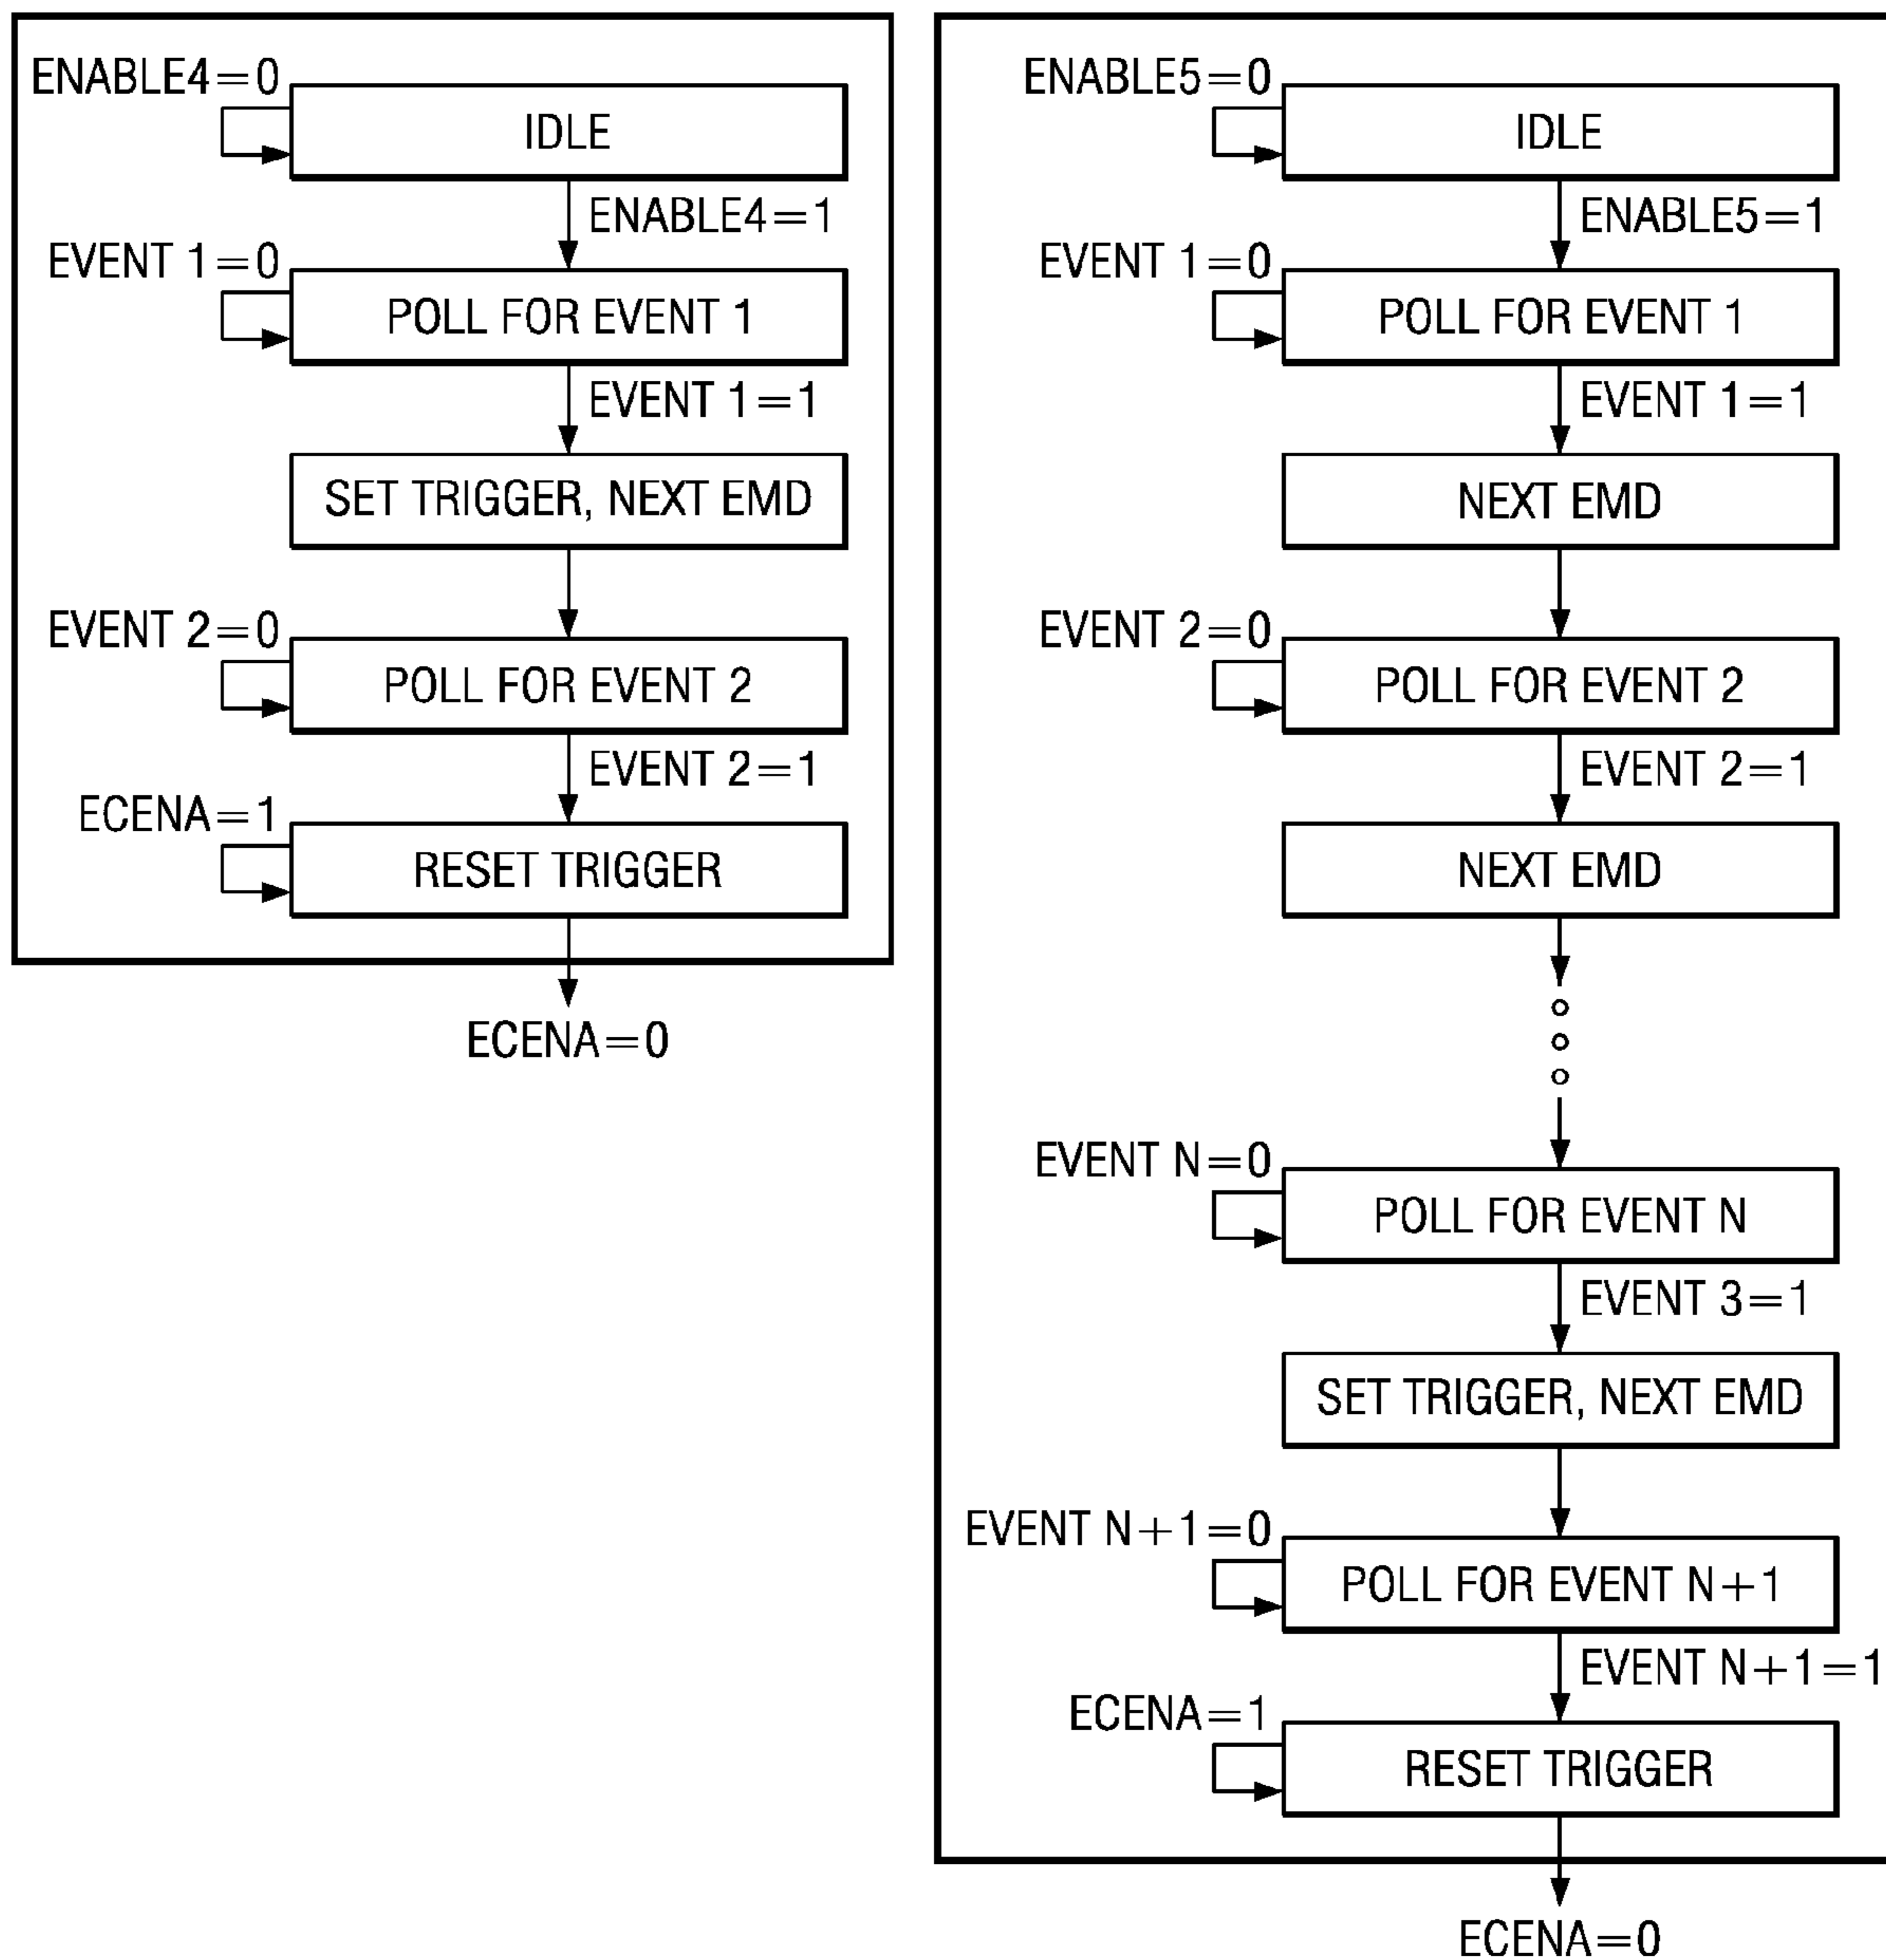 ENABLE4=0
IDLE
ENABLE4=1
EVENT 1=0
POLL FOR EVENT 1
EVENT 1=1
SET TRIGGER, NEXT EMD
EVENT 2=0
POLL FOR EVENT 2
EVENT 2=1
ECENA=1
RESET TRIGGER
ECENA=0
ENABLE5=0
IDLE
ENABLE5=1
EVENT 1=0
POLL FOR EVENT 1
EVENT 1=1
NEXT EMD
EVENT 2=0
POLL FOR EVENT 2
EVENT 2=1
NEXT EMD
EVENT N=0
POLL FOR EVENT N
EVENT 3=1
SET TRIGGER, NEXT EMD
EVENT N+1=0
POLL FOR EVENT N+1
EVENT N+1=1
ECENA=1
RESET TRIGGER
ECENA=0